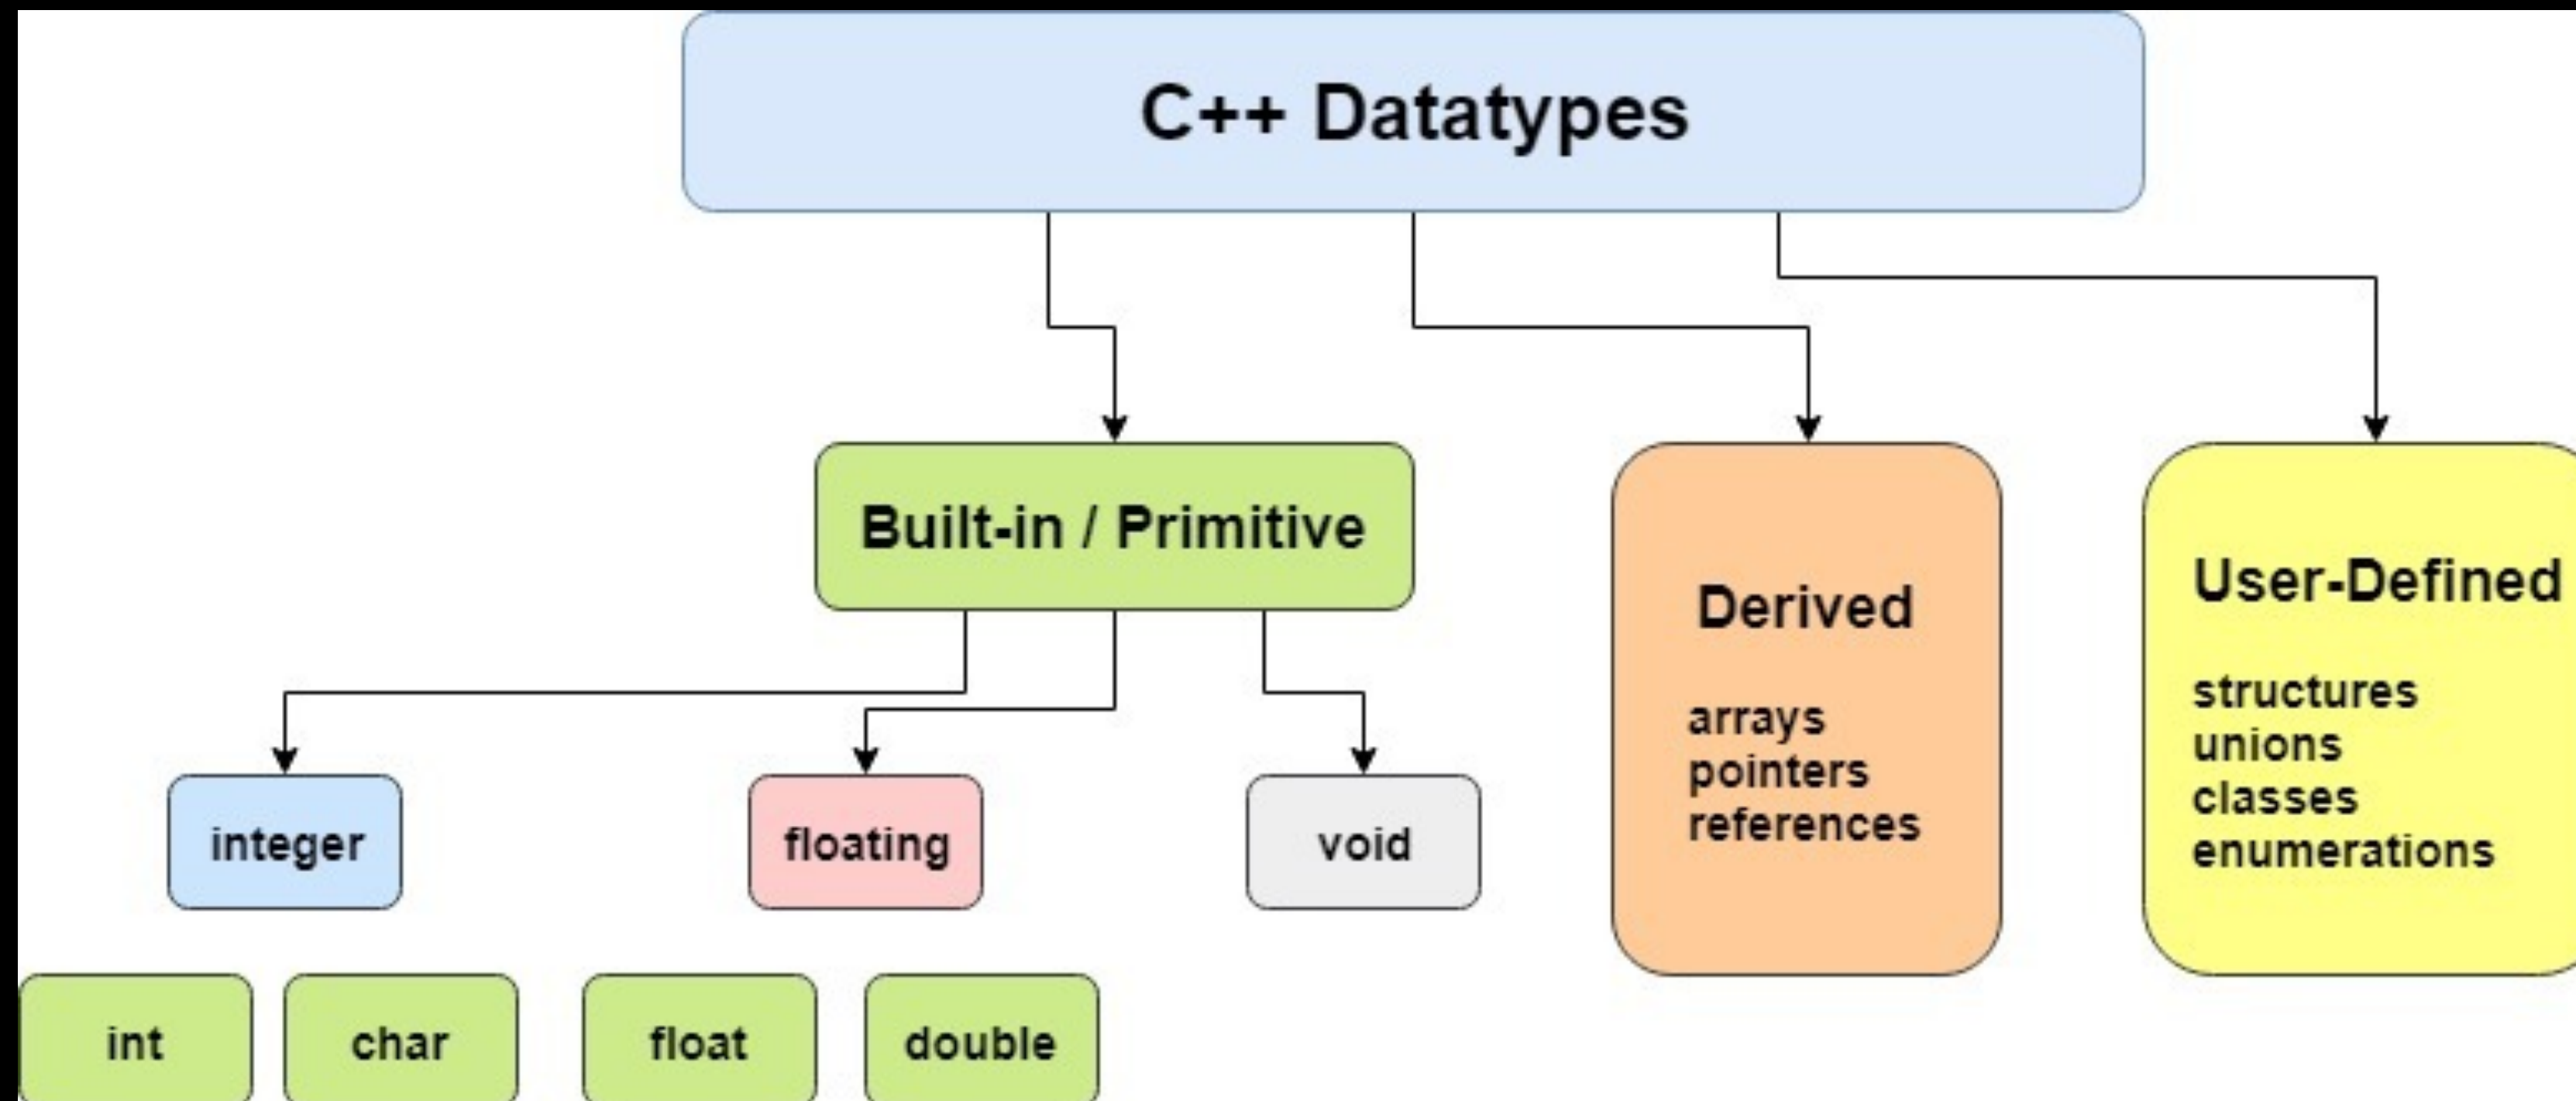 C++ Datatypes
Built-in / Primitive
Derived
arrays
pointers
references
User-Defined
structures
unions
classes
enumerations
integer
floating
void
int
char
float
double